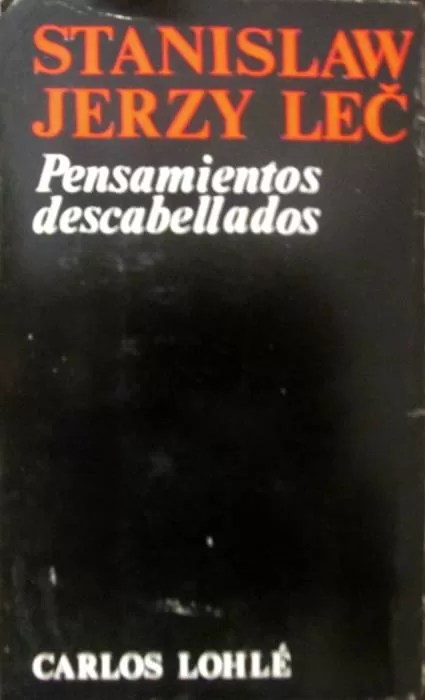 STANISLAW
JERZY LEČ
Pensamientos
descabellados
CARLOS LOHLÉ